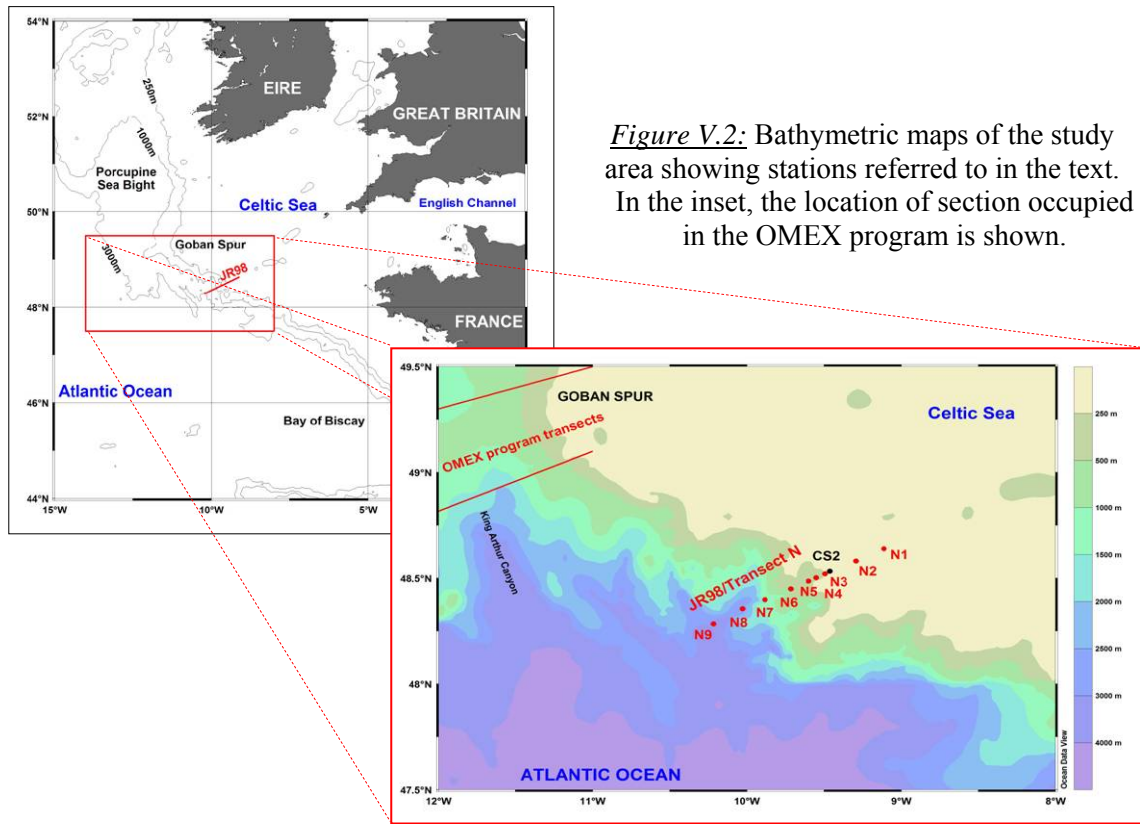 54°N
52°N
50°N
48°N
46°N
44°N
15°W
10°W
5°
250m
1000m
3000m
EIRE
GREAT BRITAIN
Porcupine
Sea Bight
Celtic Sea
English Channel
Goban Spur
JR98
FRANCE
Atlantic Ocean
Bay of Biscay
Figure V.2: Bathymetric maps of the study
area showing stations referred to in the text.
In the inset, the location of section occupied
in the OMEX program is shown.
49.5°N
49°N
48.5°N
48°N
47.5°N
12°W
11°W
10°W
9°W
8°W
GOBAN SPUR
Celtic Sea
OMEX program transects
King Arthur Canyon
JR98/Transect N
CS2
N1
N2
N3
N4
N5
N6
N7
N8
N9
ATLANTIC OCEAN
250 m
500 m
1000 m
1500 m
2000 m
2500 m
3000 m
4000 m
Ocean Data View